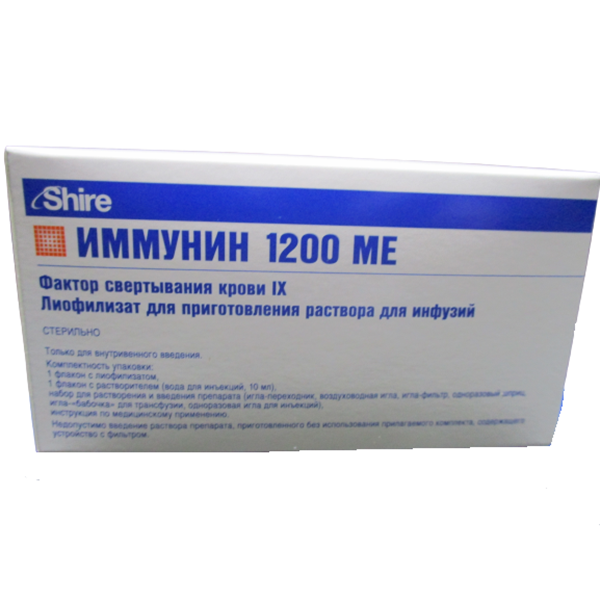 Shire
ИММУНИН 1200 МЕ
Фактор свертывания крови IX
Лиофилизат для приготовления раствора для инфузий
СТЕРИЛЬНО
Только для внутривенного введения.
Комплектность упаковки:
1 флакон с лиофилизатом,
1 флакон с растворителем (вода для инъекций, 10 мл),
набор для растворения и введения препарата (игла-переходник, воздуховодная игла, игла-фильтр, одноразовый шприц,
игла-«бабочка» для трансфузии, одноразовая игла для инъекций),
инструкция по медицинскому применению.
Недопустимо введение раствора препарата, приготовленного без использования прилагаемого комплекта, содержащего
устройство с фильтром.